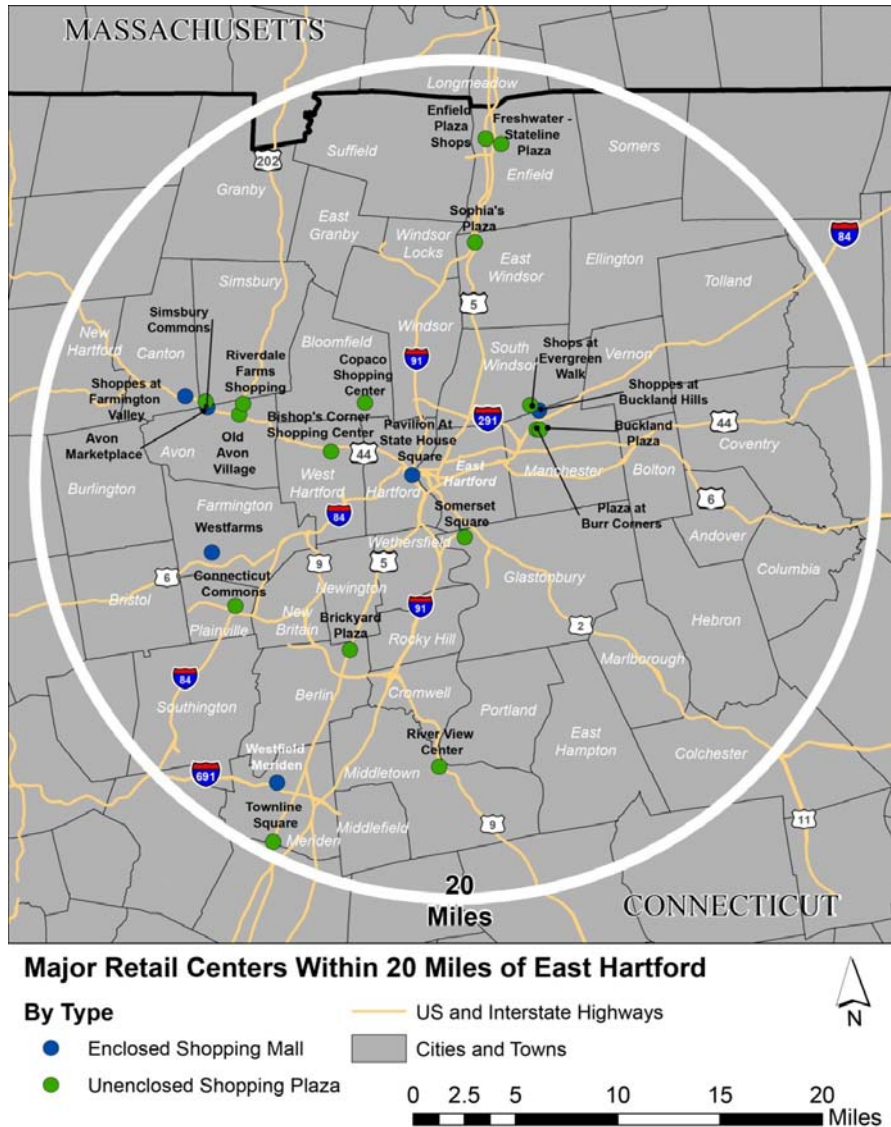 MASSACHUSETTS
Longmeadow
Enfield
Plaza
Shops
Freshwater -
Stateline
Plaza
202
Suffield
Somers
Enfield
Granby
East
Granby
Sophia's
Plaza
Windsor
Locks
East
Windsor
Ellington
84
Tolland
Simsbury
5
Simsbury
Commons
New
Hartford
Canton
Bloomfield
Windsor
South
Windsor
Shops at
Evergreen
Walk
Vernon
Riverdale
Farms
Shopping
Copaco
Shopping
Center
91
Shoppes at
Farmington
Valley
Shoppes at
Buckland Hills
Bishop's Corner
Shopping Center
Pavilion At
State House
Square
291
44
Buckland
Plaza
Avon
Marketplace
Avon
Old
Avon
Village
44
Coventry
East
Hartford
Manchester
Bolton
Burlington
West
Hartford
Hartford
6
Farmington
84
Somerset
Square
Plaza at
Burr Corners
Westfarms
Wethersfield
Andover
6
9
5
Columbia
Connecticut
Commons
Newington
Glastonbury
Bristol
New
Britain
91
Hebron
Plainville
Brickyard
Plaza
Rocky Hill
2
Marlborough
84
Berlin
Cromwell
Southington
Portland
East
Hampton
River View
Center
Colchester
Westfield
Meriden
691
Middletown
Townline
Square
Middlefield
9
11
Meriden
20
Miles
CONNECTICUT
Major Retail Centers Within 20 Miles of East Hartford
By Type
US and Interstate Highways
Enclosed Shopping Mall
Cities and Towns
Unenclosed Shopping Plaza
N
0 2.5 5 10 15 20
Miles